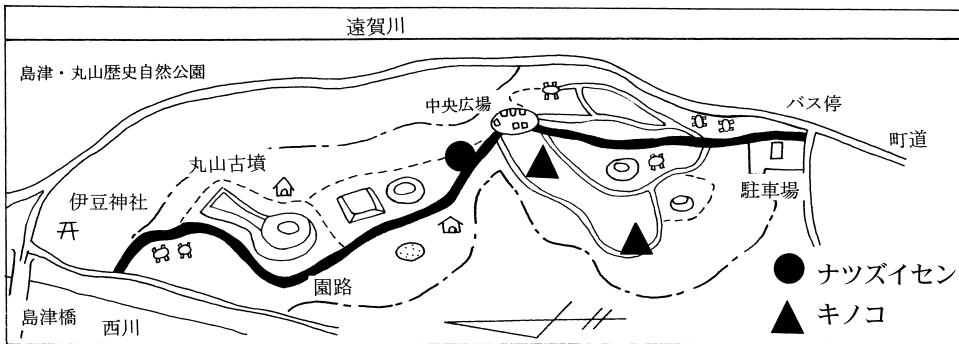 遠賀川
島津・丸山歴史自然公園
中央広場
バス停
町道
丸山古墳
伊豆神社
駐車場
園路
島津橋
西川
ナツズイセン
キノコ